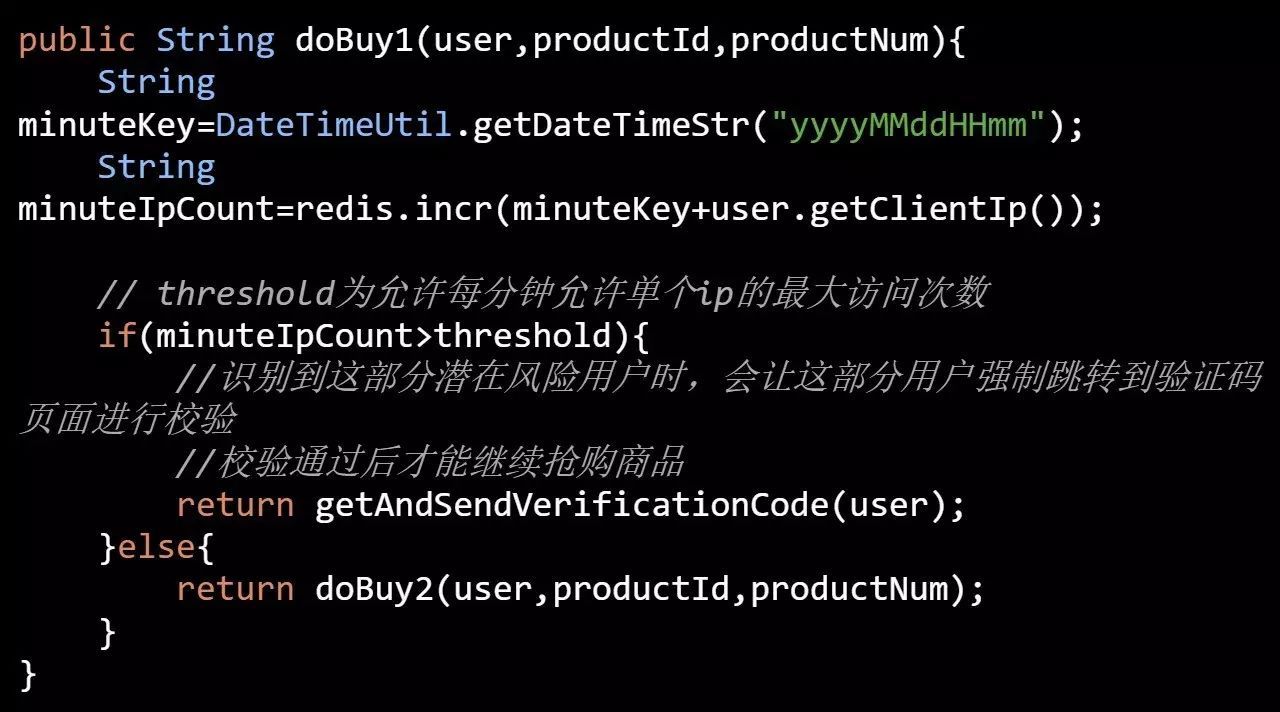 public String doBuy1(user,productId,productNum){
    String
minuteKey=DateTimeUtil.getDateTimeStr("yyyyMMddHHmm");
    String
minuteIpCount=redis.incr(minuteKey+user.getClientIp());

    // threshold为允许每分钟允许单个ip的最大访问次数
    if(minuteIpCount>threshold){
        //识别到这部分潜在风险用户时，会让这部分用户强制跳转到验证码
页面进行校验
        //校验通过后才能继续抢购商品
        return getAndSendVerificationCode(user);
    }else{
        return doBuy2(user,productId,productNum);
    }
}